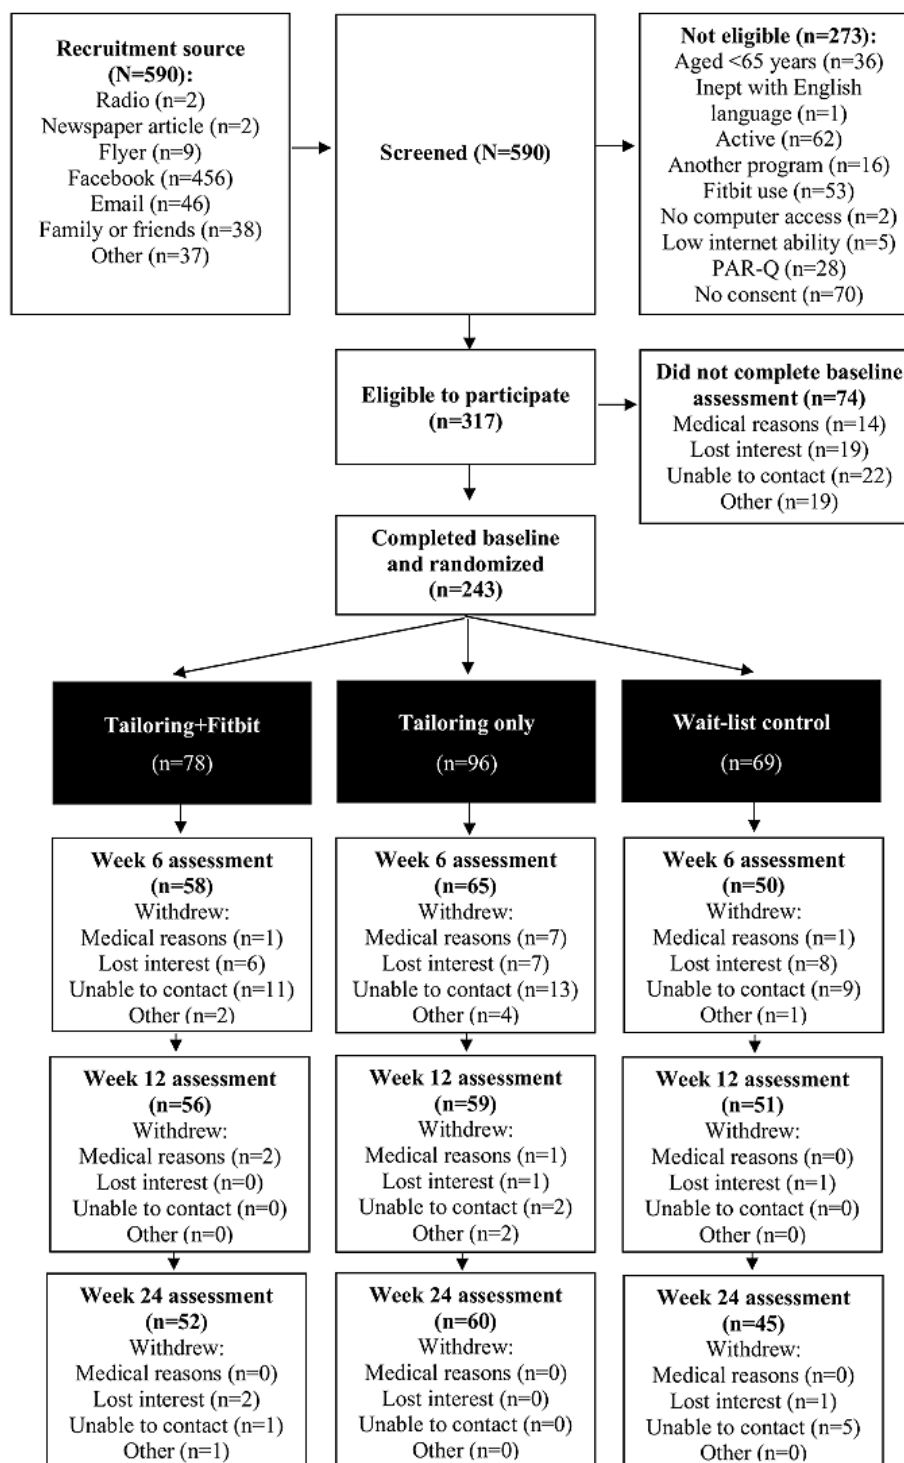 Recruitment source
(N=590):
Radio (n=2)
Newspaper article (n=2)
Flyer (n=9)
Facebook (n=456)
Email (n=46)
Family or friends (n=38)
Other (n=37)
Screened (N=590)
Not eligible (n=273):
Aged <65 years (n=36)
Inept with English
language (n=1)
Active (n=62)
Another program (n=16)
Fitbit use (n=53)
No computer access (n=2)
Low internet ability (n=5)
PAR-Q (n=28)
No consent (n=70)
Eligible to participate
(n=317)
Did not complete baseline
assessment (n=74)
Medical reasons (n=14)
Lost interest (n=19)
Unable to contact (n=22)
Other (n=19)
Completed baseline
and randomized
(n=243)
Tailoring+Fitbit
(n=78)
Tailoring only
(n=96)
Wait-list control
(n=69)
Week 6 assessment
(n=58)
Withdrew:
Medical reasons (n=1)
Lost interest (n=6)
Unable to contact (n=11)
Other (n=2)
Week 6 assessment
(n=65)
Withdrew:
Medical reasons (n=7)
Lost interest (n=7)
Unable to contact (n=13)
Other (n=4)
Week 6 assessment
(n=50)
Withdrew:
Medical reasons (n=1)
Lost interest (n=8)
Unable to contact (n=9)
Other (n=1)
Week 12 assessment
(n=56)
Withdrew:
Medical reasons (n=2)
Lost interest (n=0)
Unable to contact (n=0)
Other (n=0)
Week 12 assessment
(n=59)
Withdrew:
Medical reasons (n=1)
Lost interest (n=1)
Unable to contact (n=2)
Other (n=2)
Week 12 assessment
(n=51)
Withdrew:
Medical reasons (n=0)
Lost interest (n=1)
Unable to contact (n=0)
Other (n=0)
Week 24 assessment
(n=52)
Withdrew:
Medical reasons (n=0)
Lost interest (n=2)
Unable to contact (n=1)
Other (n=1)
Week 24 assessment
(n=60)
Withdrew:
Medical reasons (n=0)
Lost interest (n=0)
Unable to contact (n=0)
Other (n=0)
Week 24 assessment
(n=45)
Withdrew:
Medical reasons (n=0)
Lost interest (n=1)
Unable to contact (n=5)
Other (n=0)